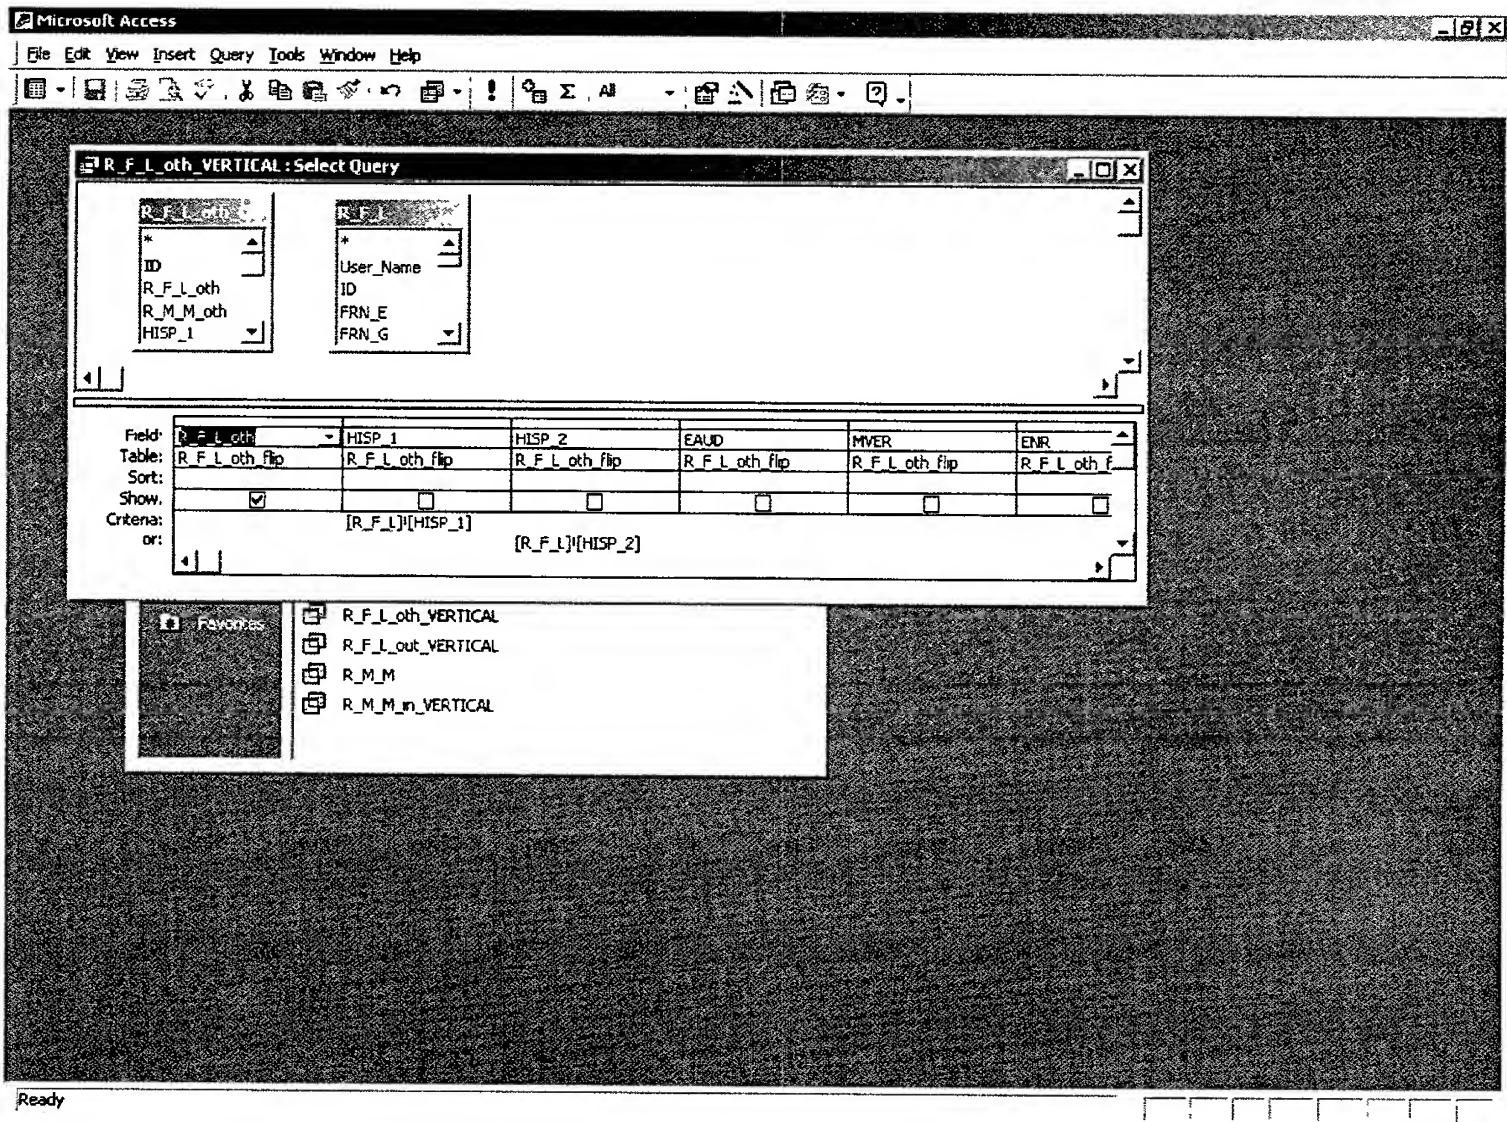 Microsoft Access
File Edit View Insert Query Tools Window Help
All
R_F_L_oth_VERTICAL : Select Query
R_F_L_oth R_F_L
* *
ID User_Name
R_F_L_oth ID
R_M_M_oth FRN_E
HISP_1 FRN_G
Field: R_F_L_oth HISP_1 HISP_2 EAUD MVER ENR
Table: R_F_L_oth_flip R_F_L_oth_flip R_F_L_oth_flip R_F_L_oth_flip R_F_L_oth_flip R_F_L_oth_f
Sort:
Show:
Criteria: [R_F_L]![HISP_1]
or: [R_F_L]![HISP_2]
Favorites R_F_L_oth_VERTICAL
R_F_L_out_VERTICAL
R_M_M
R_M_M_in_VERTICAL
Ready